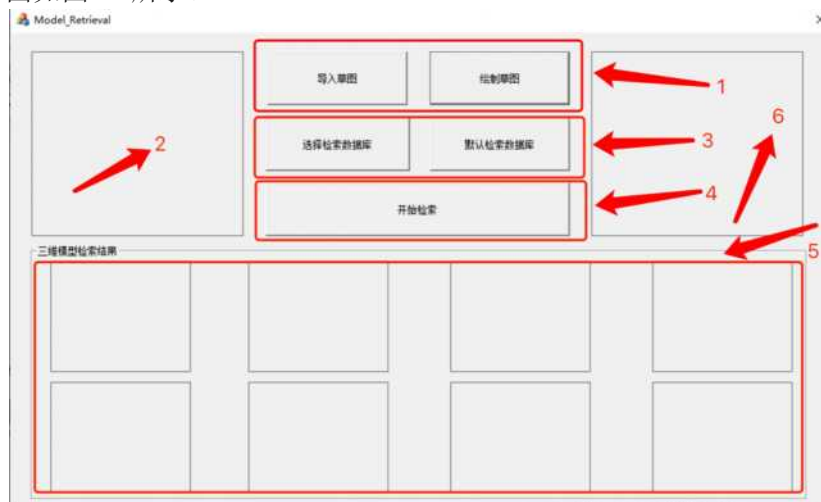 Model_Retrieval
导入草图
绘制草图
1
6
2
选择检索数据库
默认检索数据库
3
开始检索
4
三维模型检索结果
5